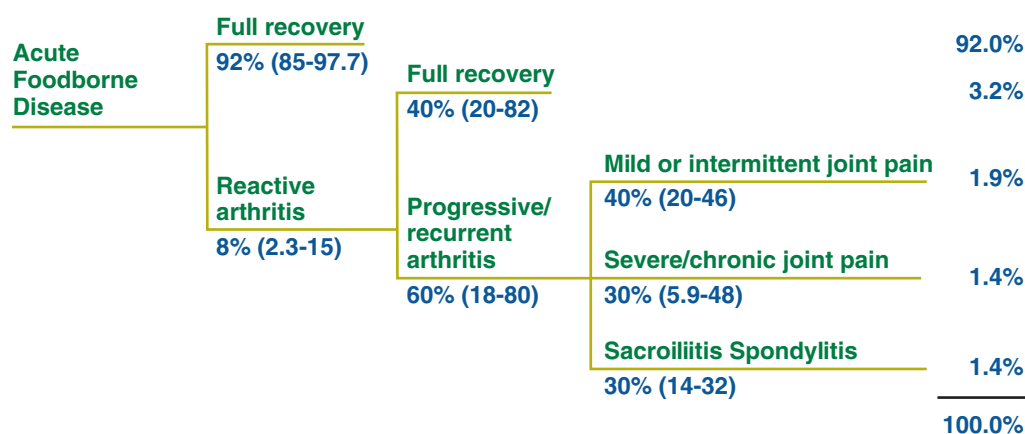 Acute
Foodborne
Disease
Full recovery
92% (85-97.7)
92.0%
Full recovery
40% (20-82)
3.2%
Reactive
arthritis
8% (2.3-15)
Progressive/
recurrent
arthritis
60% (18-80)
Mild or intermittent joint pain
40% (20-46)
1.9%
Severe/chronic joint pain
30% (5.9-48)
1.4%
Sacroiliitis Spondylitis
30% (14-32)
1.4%
100.0%